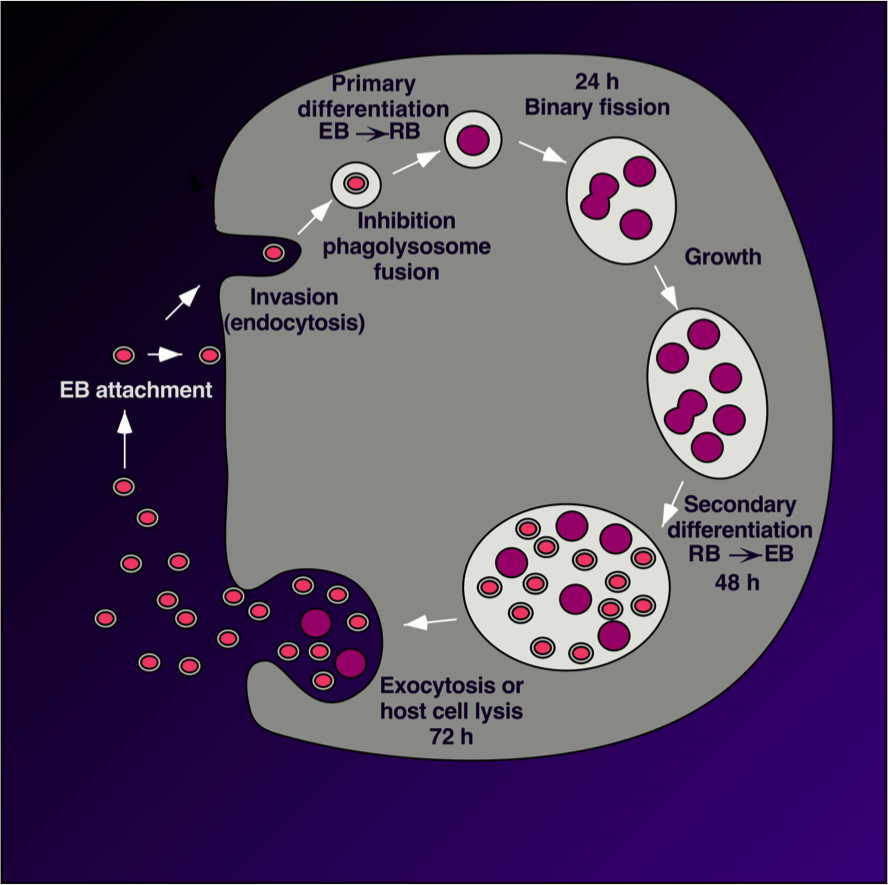 Primary
differentiation
EB → RB
24 h
Binary fission
Inhibition
phagolysosome
fusion
Growth
Invasion
(endocytosis)
EB attachment
Secondary
differentiation
RB → EB
48 h
Exocytosis or
host cell lysis
72 h